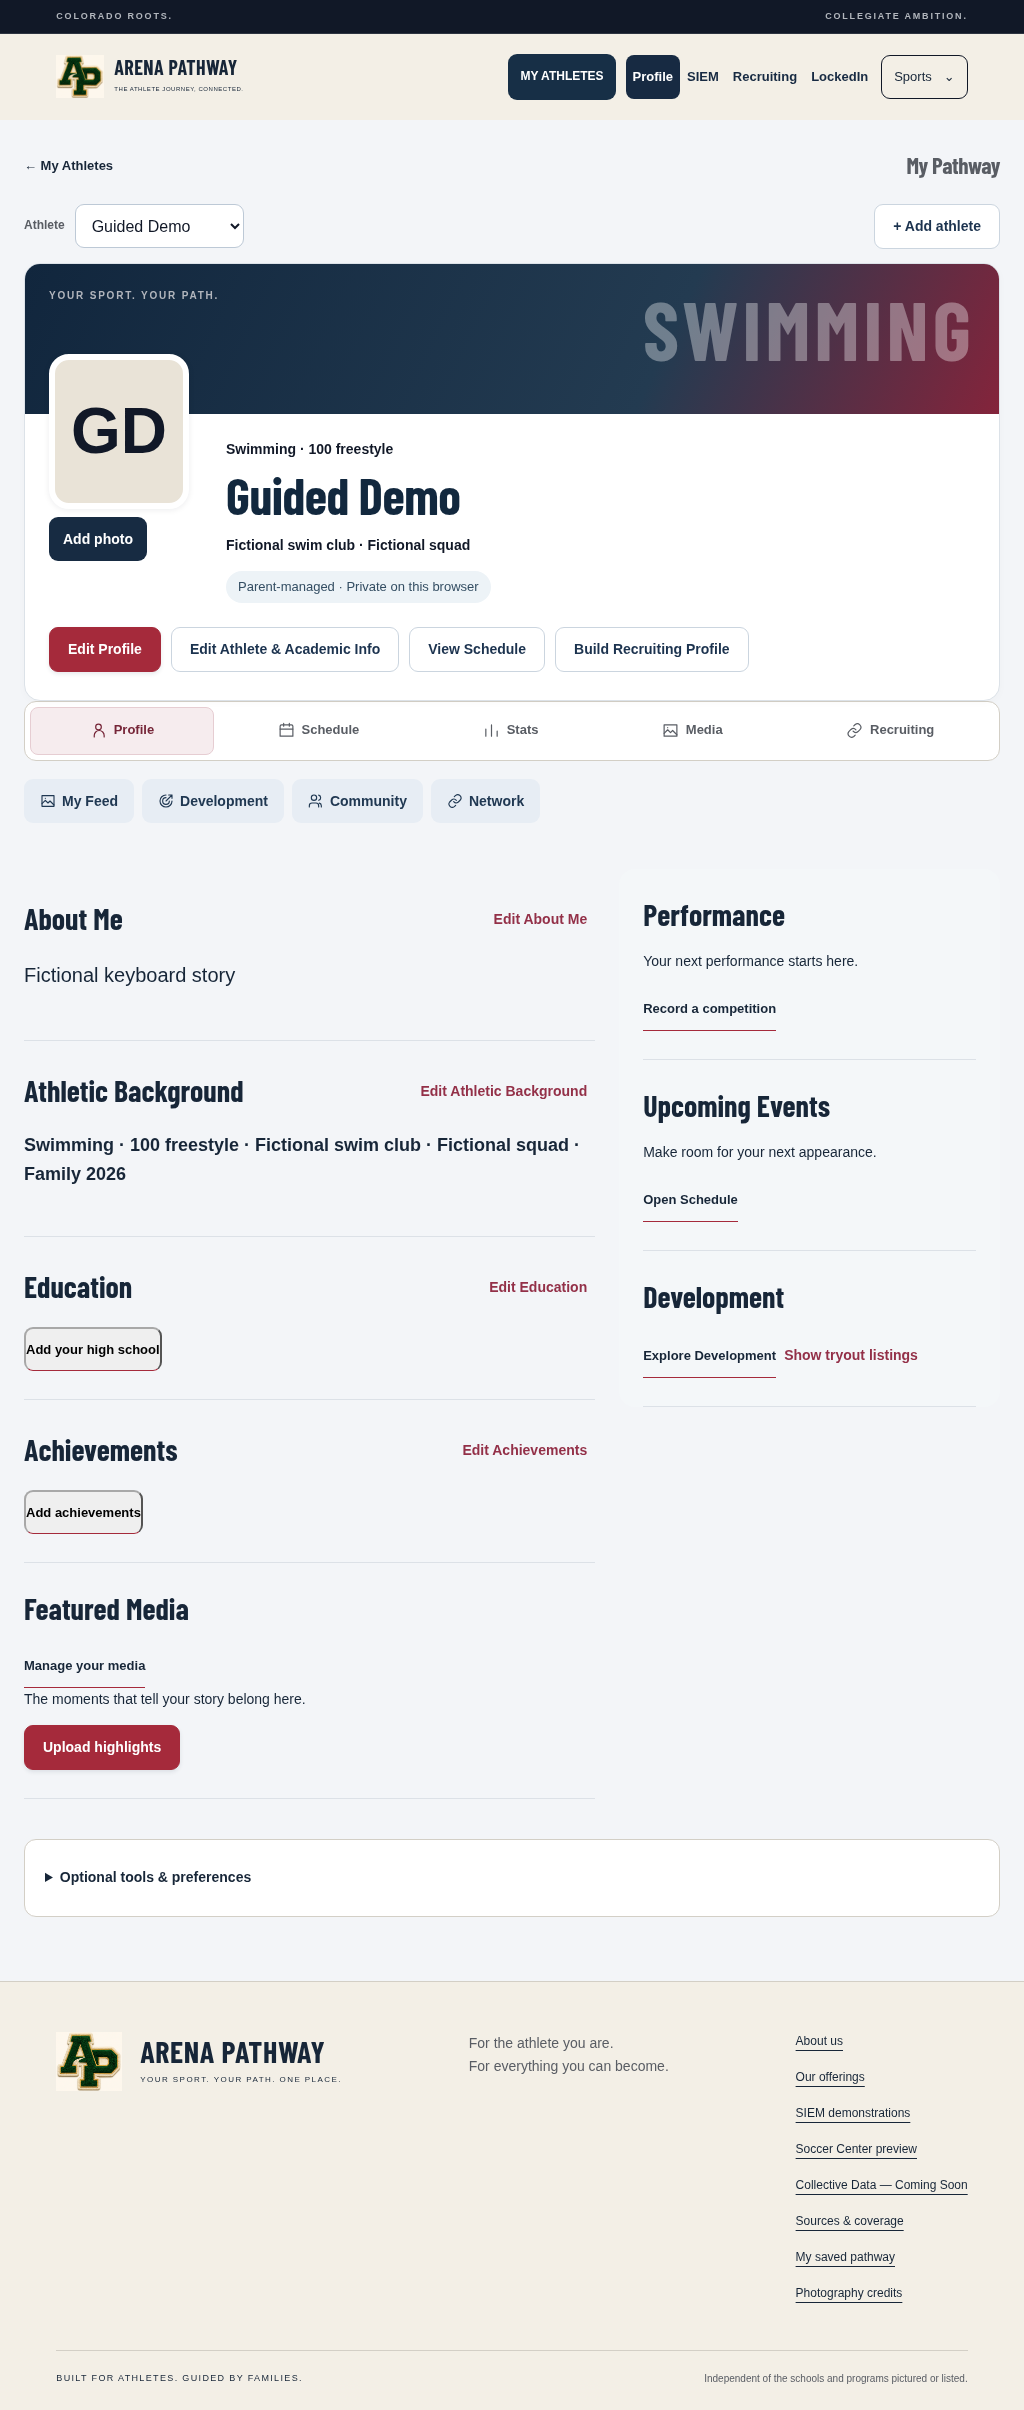 COLORADO ROOTS.
COLLEGIATE AMBITION.
AP
ARENA PATHWAY
THE ATHLETE JOURNEY, CONNECTED.
MY ATHLETES
Profile
SIEM
Recruiting
LockedIn
Sports
← My Athletes
My Pathway
Athlete
Guided Demo
+ Add athlete
YOUR SPORT. YOUR PATH.
SWIMMING
GD
Add photo
Swimming · 100 freestyle
Guided Demo
Fictional swim club · Fictional squad
Parent-managed · Private on this browser
Edit Profile
Edit Athlete & Academic Info
View Schedule
Build Recruiting Profile
Profile
Schedule
Stats
Media
Recruiting
My Feed
Development
Community
Network
About Me
Edit About Me
Fictional keyboard story
Athletic Background
Edit Athletic Background
Swimming · 100 freestyle · Fictional swim club · Fictional squad ·
Family 2026
Education
Edit Education
Add your high school
Achievements
Edit Achievements
Add achievements
Featured Media
Manage your media
The moments that tell your story belong here.
Upload highlights
Performance
Your next performance starts here.
Record a competition
Upcoming Events
Make room for your next appearance.
Open Schedule
Development
Explore Development
Show tryout listings
Optional tools & preferences
AP
ARENA PATHWAY
YOUR SPORT. YOUR PATH. ONE PLACE.
For the athlete you are.
For everything you can become.
About us
Our offerings
SIEM demonstrations
Soccer Center preview
Collective Data — Coming Soon
Sources & coverage
My saved pathway
Photography credits
BUILT FOR ATHLETES. GUIDED BY FAMILIES.
Independent of the schools and programs pictured or listed.